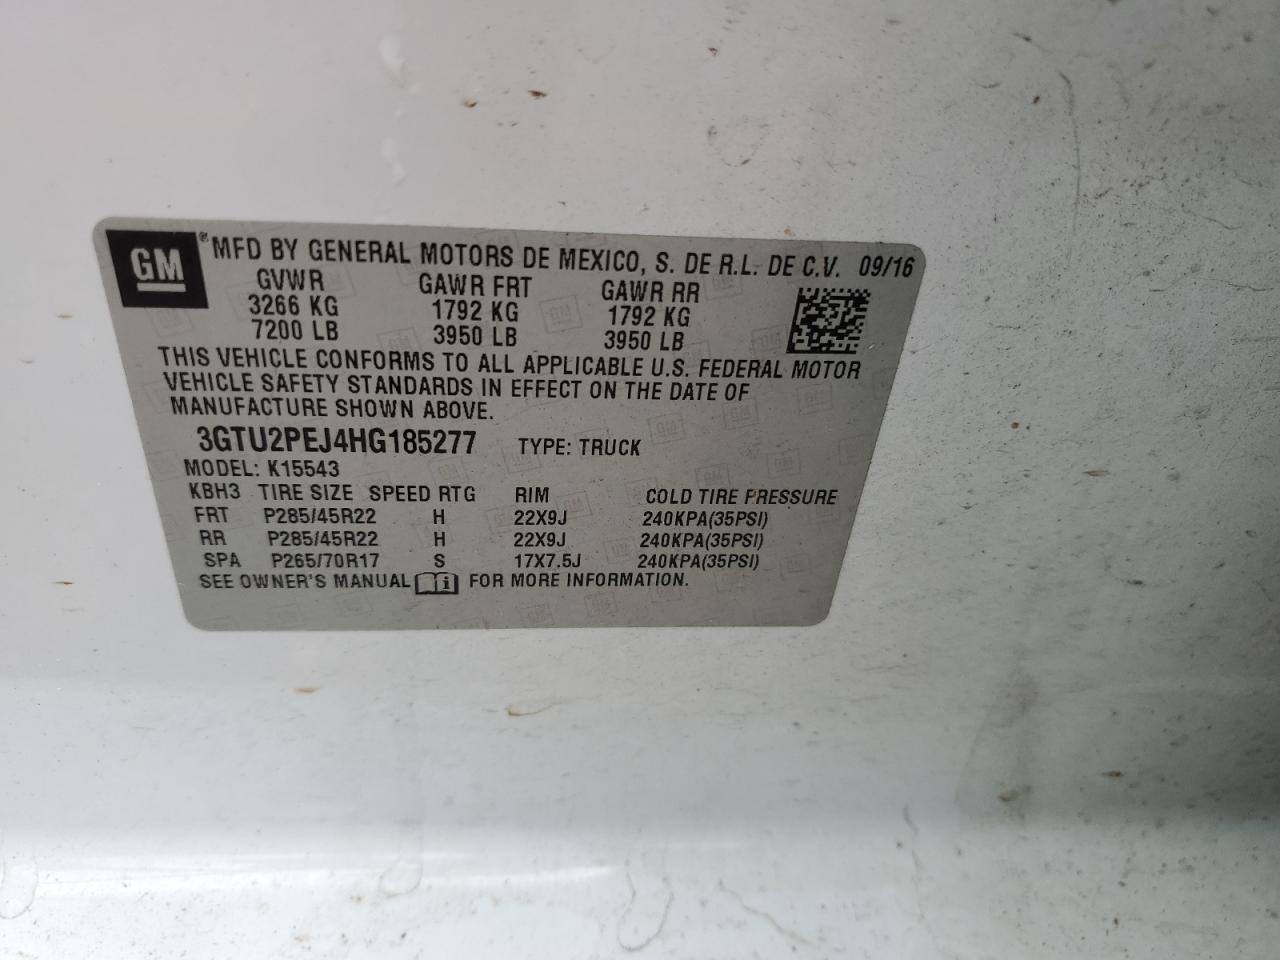 GM
® MFD BY GENERAL MOTORS DE MEXICO, S. DE R.L. DE C.V. 09/16
GVWR GAWR FRT GAWR RR
3266 KG 1792 KG 1792 KG
7200 LB 3950 LB 3950 LB
THIS VEHICLE CONFORMS TO ALL APPLICABLE U.S. FEDERAL MOTOR
VEHICLE SAFETY STANDARDS IN EFFECT ON THE DATE OF
MANUFACTURE SHOWN ABOVE.
3GTU2PEJ4HG185277 TYPE: TRUCK
MODEL: K15543
KBH3 TIRE SIZE SPEED RTG RIM COLD TIRE PRESSURE
FRT P285/45R22 H 22X9J 240KPA(35PSI)
RR P285/45R22 H 22X9J 240KPA(35PSI)
SPA P265/70R17 S 17X7.5J 240KPA(35PSI)
SEE OWNER'S MANUAL i FOR MORE INFORMATION.